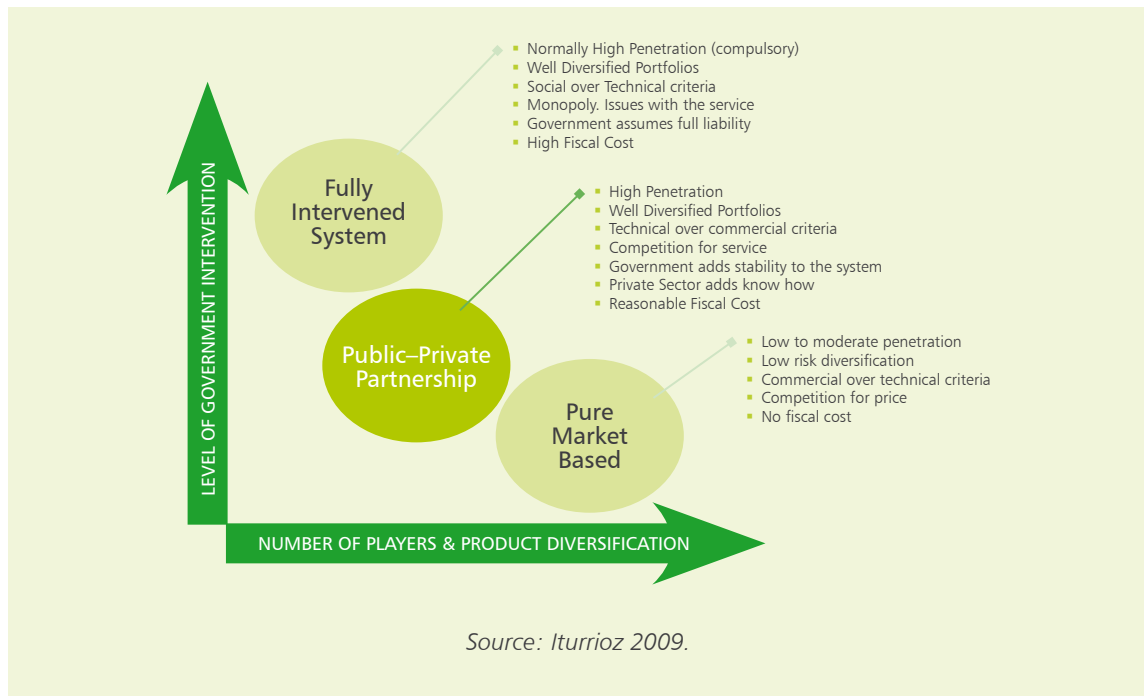 Normally High Penetration (compulsory)
Well Diversified Portfolios
Social over Technical criteria
Monopoly. Issues with the service
Government assumes full liability
High Fiscal Cost
LEVEL OF GOVERNMENT INTERVENTION
Fully
Intervened
System
High Penetration
Well Diversified Portfolios
Technical over commercial criteria
Competition for service
Government adds stability to the system
Private Sector adds know how
Reasonable Fiscal Cost
Public–Private
Partnership
Low to moderate penetration
Low risk diversification
Commercial over technical criteria
Competition for price
No fiscal cost
Pure
Market
Based
NUMBER OF PLAYERS & PRODUCT DIVERSIFICATION
Source: Iturrioz 2009.